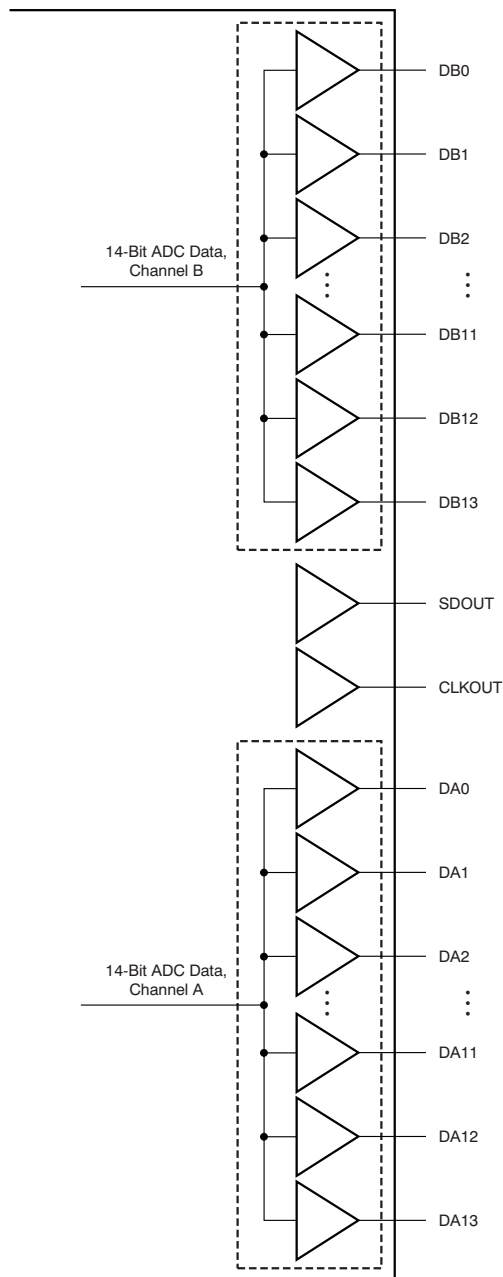 DB0
DB1
DB2
14-Bit ADC Data,
Channel B
DB11
DB12
DB13
SDOUT
CLKOUT
DA0
DA1
DA2
14-Bit ADC Data,
Channel A
DA11
DA12
DA13